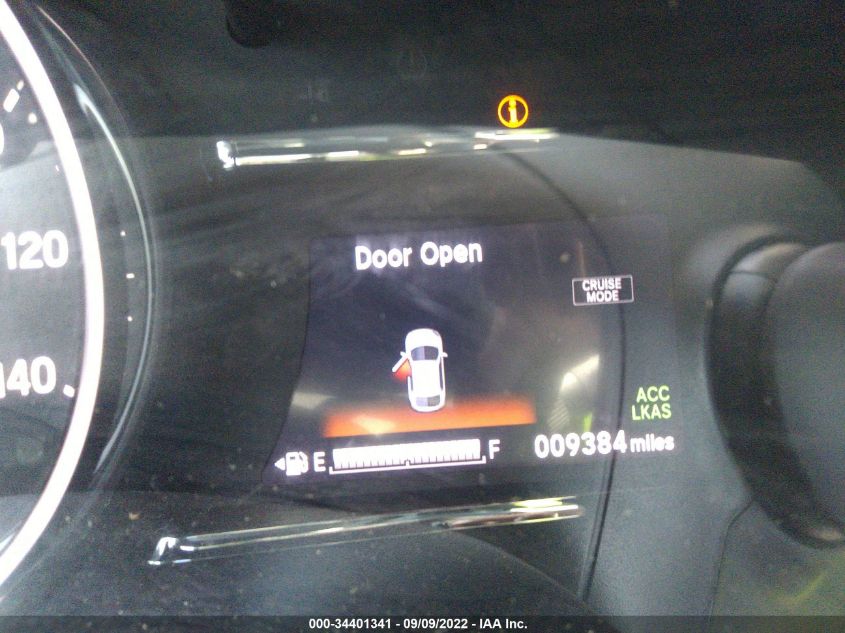 120
140
Door Open
CRUISE
MODE
ACC
LKAS
E F
009384 miles
000-34401341 - 09/09/2022 - IAA Inc.